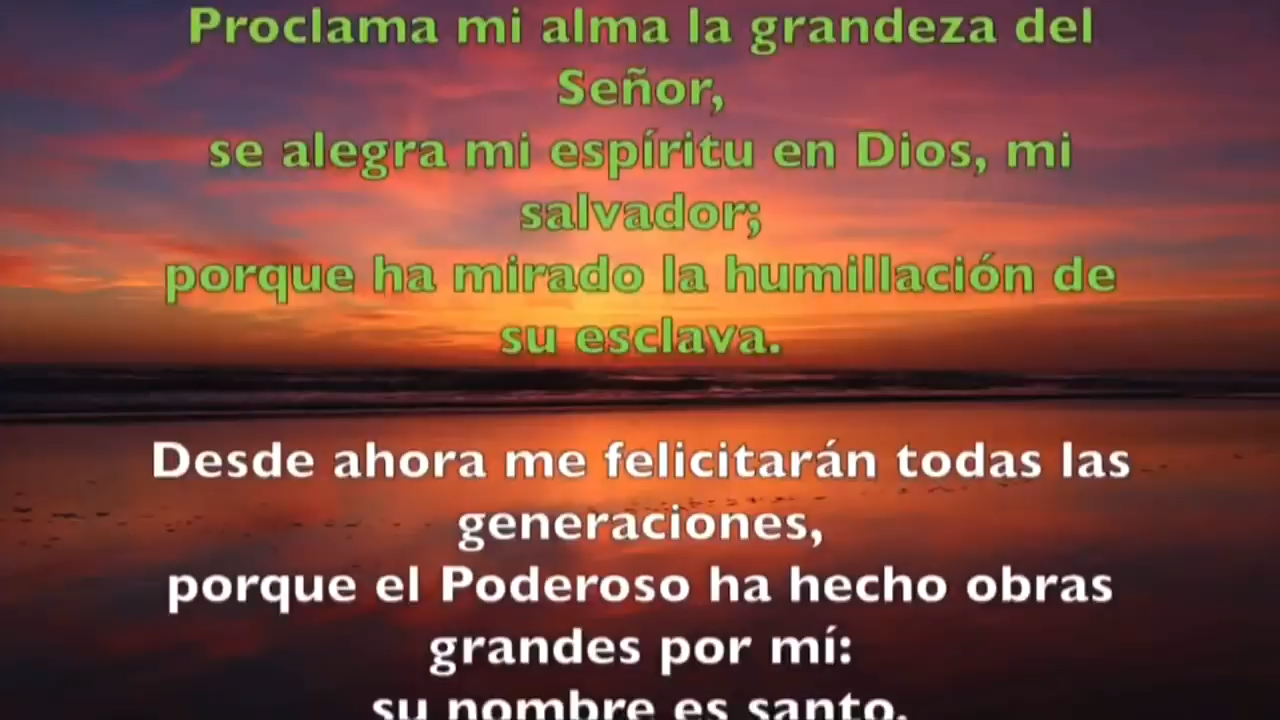 Proclama mi alma la grandeza del
Señor,
se alegra mi espíritu en Dios, mi
salvador;
porque ha mirado la humillación de
su esclava.
Desde ahora me felicitarán todas las
generaciones,
porque el Poderoso ha hecho obras
grandes por mí:
su nombre es santo,